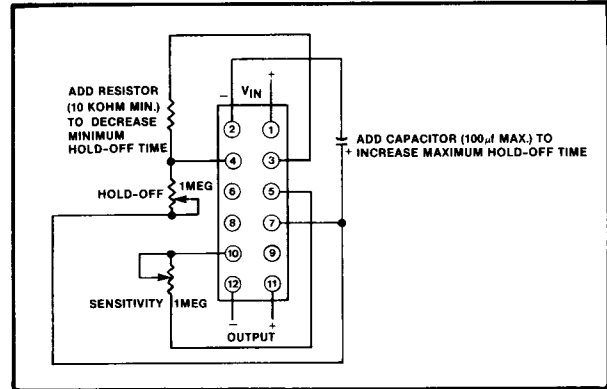 ADD RESISTOR
(10 KOHM MIN.)
TO DECREASE
MINIMUM
HOLD-OFF TIME
HOLD-OFF
1MEG
SENSITIVITY
1MEG
− VIN +
2 1
4 3
6 5
8 7
10 9
12 11
− +
OUTPUT
ADD CAPACITOR (100µf MAX.) TO
+ INCREASE MAXIMUM HOLD-OFF TIME